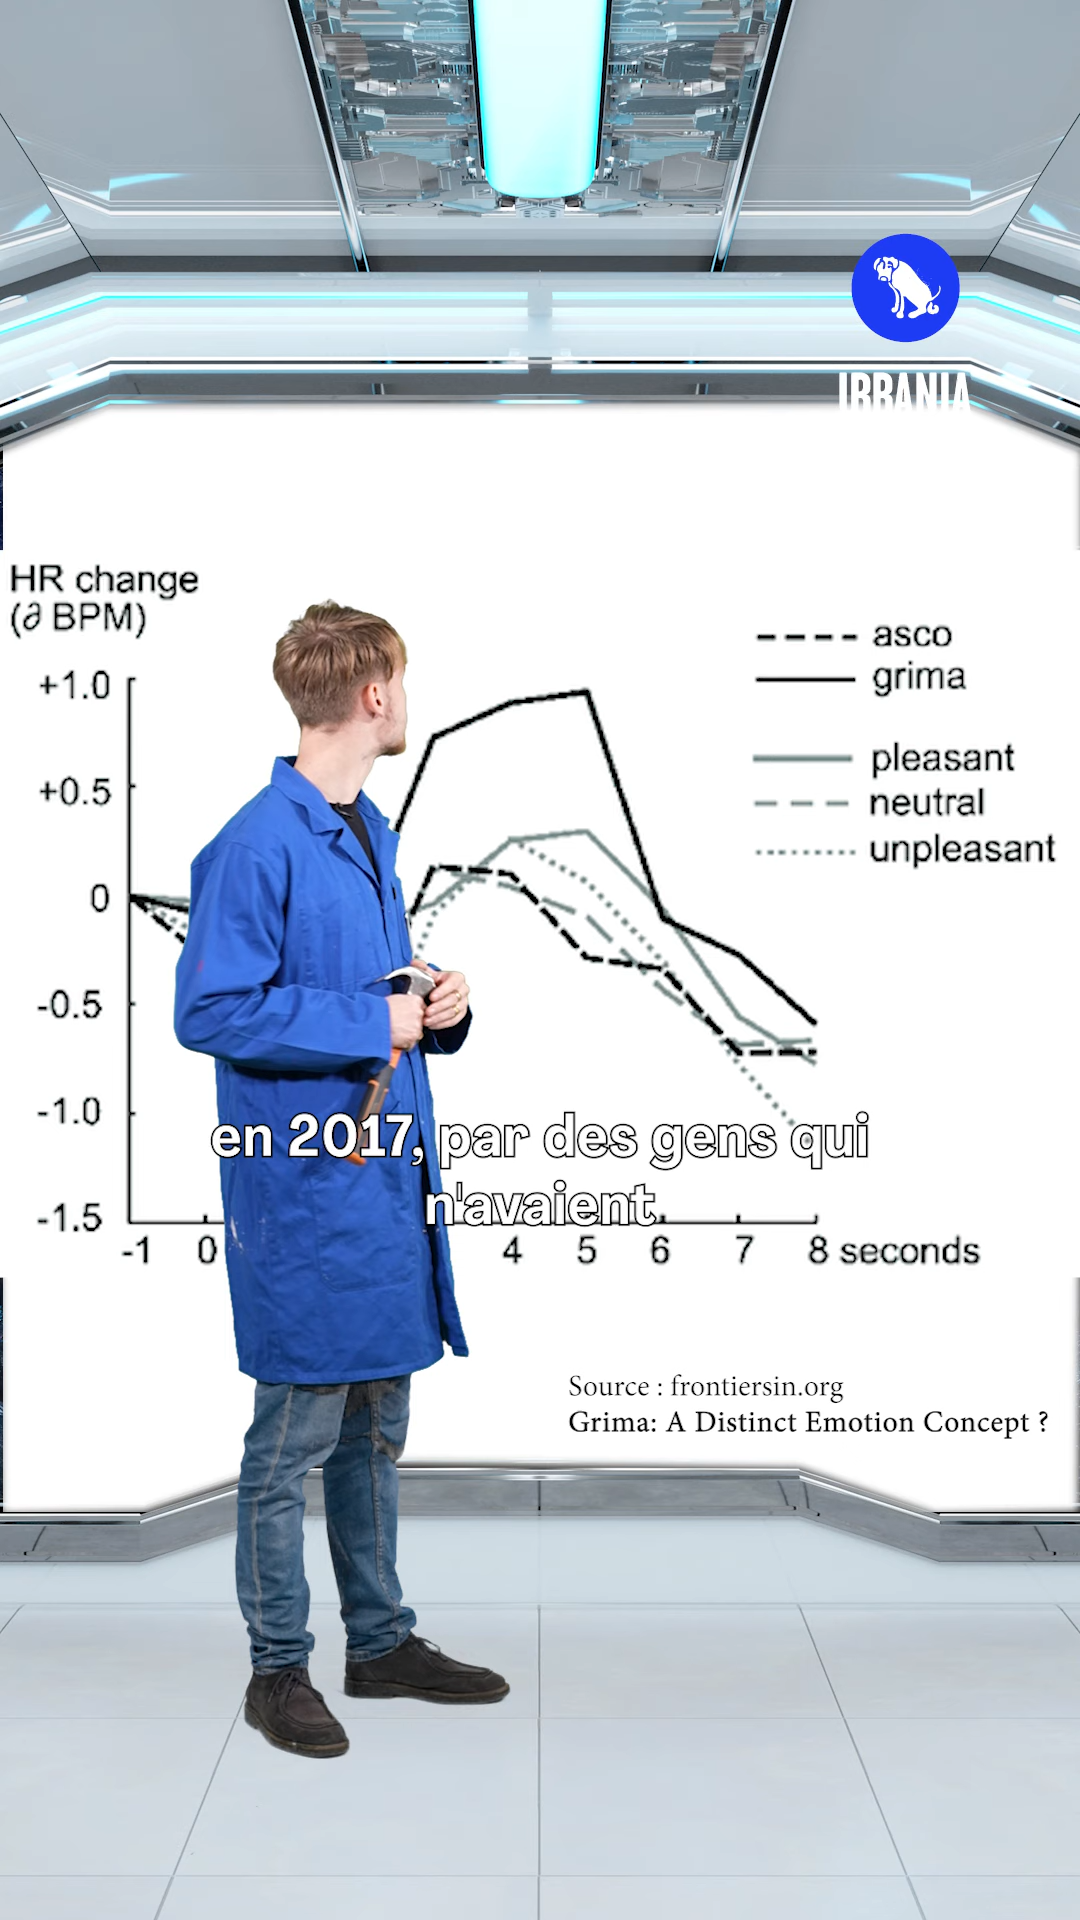 IRRANIA
HR change
(∂ BPM)
asco
grima
+1.0
pleasant
+0.5
neutral
unpleasant
0
-0.5
-1.0
en 2017, par des gens qui
n'avaient
-1.5
-1 0 4 5 6 7 8 seconds
Source : frontiersin.org
Grima: A Distinct Emotion Concept ?